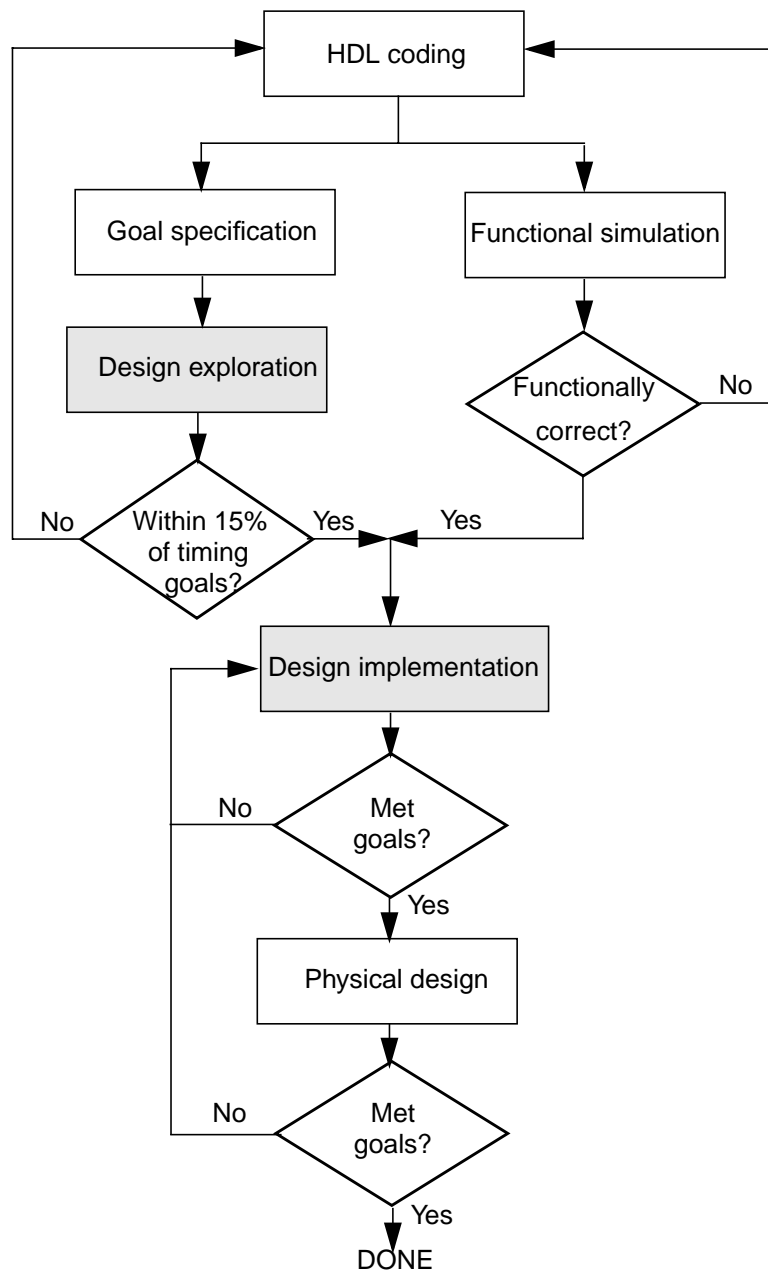 HDL coding
Goal specification
Functional simulation
Design exploration
Functionally
correct?
No
No
Within 15%
of timing
goals?
Yes
Yes
Design implementation
No
Met
goals?
Yes
Physical design
No
Met
goals?
Yes
DONE